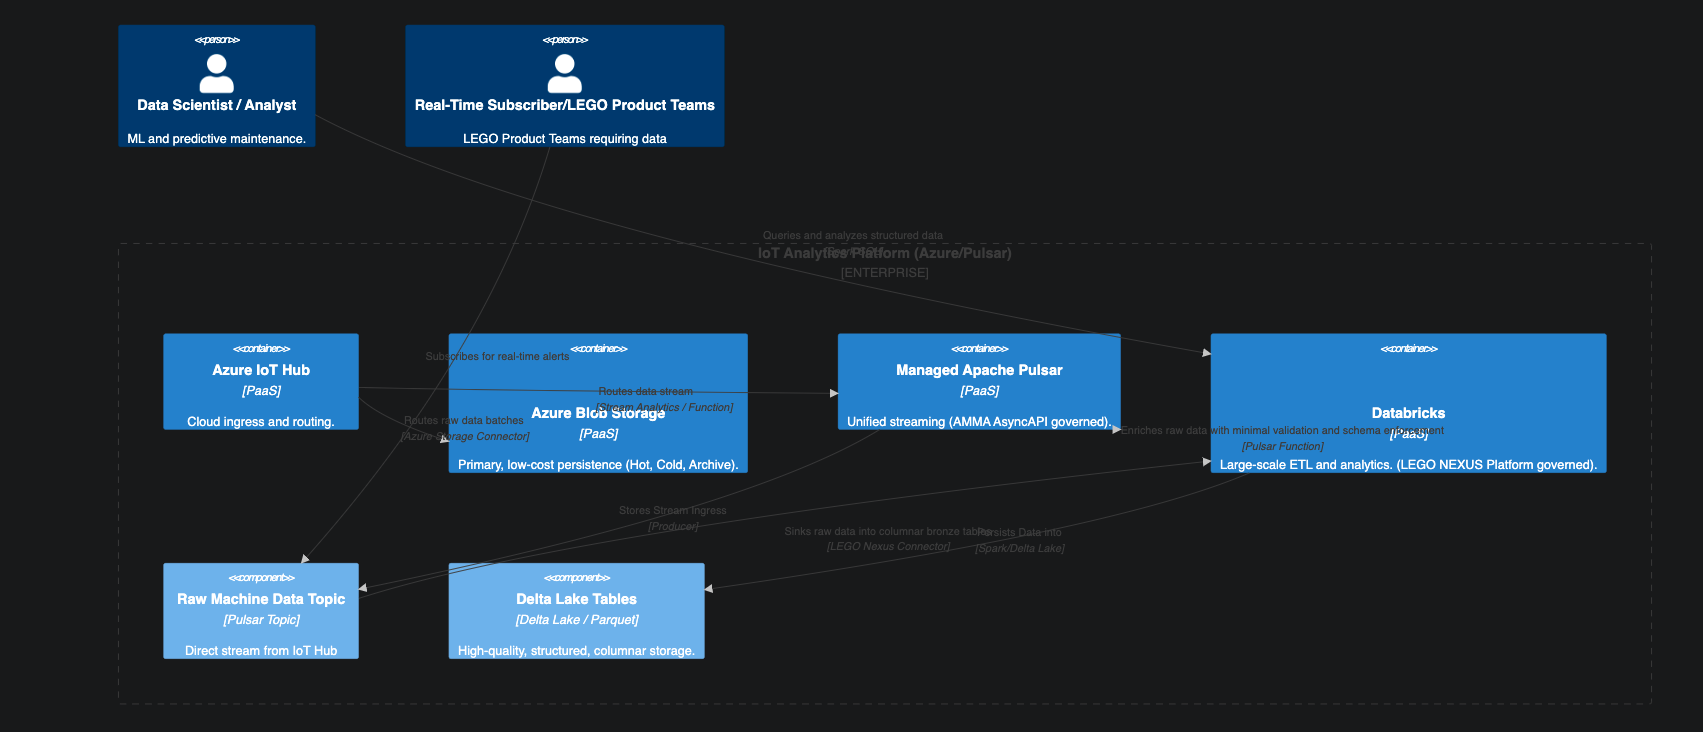 <<person>>
Data Scientist / Analyst
ML and predictive maintenance.
<<person>>
Real-Time Subscriber/LEGO Product Teams
LEGO Product Teams requiring data
Queries and analyzes structured data
IoT Analytics Platform (Azure/Pulsar)
[ENTERPRISE]
<<container>>
Azure IoT Hub
[PaaS]
Cloud ingress and routing.
<<container>>
Azure Blob Storage
[PaaS]
Primary, low-cost persistence (Hot, Cold, Archive).
<<container>>
Managed Apache Pulsar
[PaaS]
Unified streaming (AMMA AsyncAPI governed).
<<container>>
Databricks
[PaaS]
Large-scale ETL and analytics. (LEGO NEXUS Platform governed).
Subscribes for real-time alerts
Routes data stream
[Stream Analytics / Function]
Routes raw data batches
[Azure Storage Connector]
Enriches raw data with minimal validation and schema enforcement
[Pulsar Function]
Stores Stream Ingress
[Producer]
Sinks raw data into columnar bronze tables
[LEGO Nexus Connector]
Persists Data into
[Spark/Delta Lake]
<<component>>
Raw Machine Data Topic
[Pulsar Topic]
Direct stream from IoT Hub
<<component>>
Delta Lake Tables
[Delta Lake / Parquet]
High-quality, structured, columnar storage.